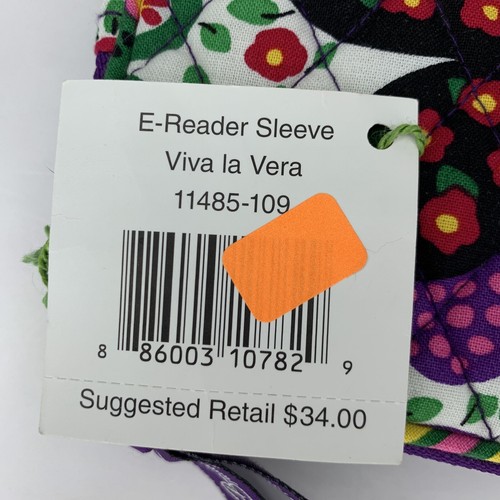 E-Reader Sleeve
Viva la Vera
11485-109
8 86003 10782 9
Suggested Retail $34.00